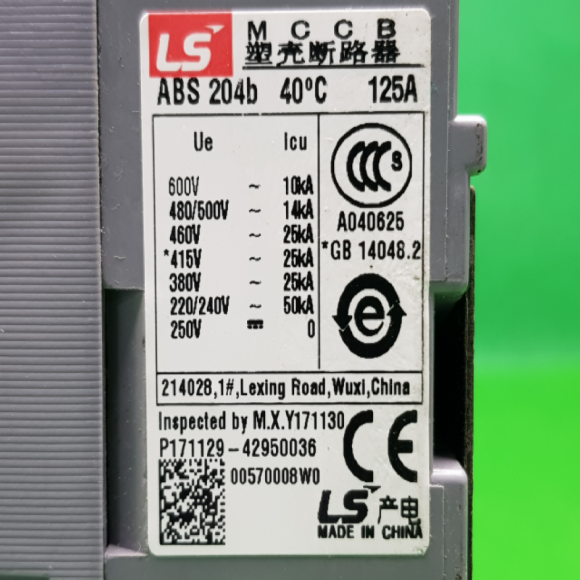 LS
M C C B
塑壳断路器
ABS 204b 40°C 125A
Ue Icu
600V ~ 10kA
480/500V ~ 14kA
460V ~ 25kA
*415V ~ 25kA
380V ~ 25kA
220/240V ~ 50kA
250V ⎓ 0
CCC S
A040625
*GB 14048.2
e
214028,1#,Lexing Road,Wuxi,China
Inspected by M.X.Y171130
P171129-42950036
00570008W0
CE
LS 产电
MADE IN CHINA